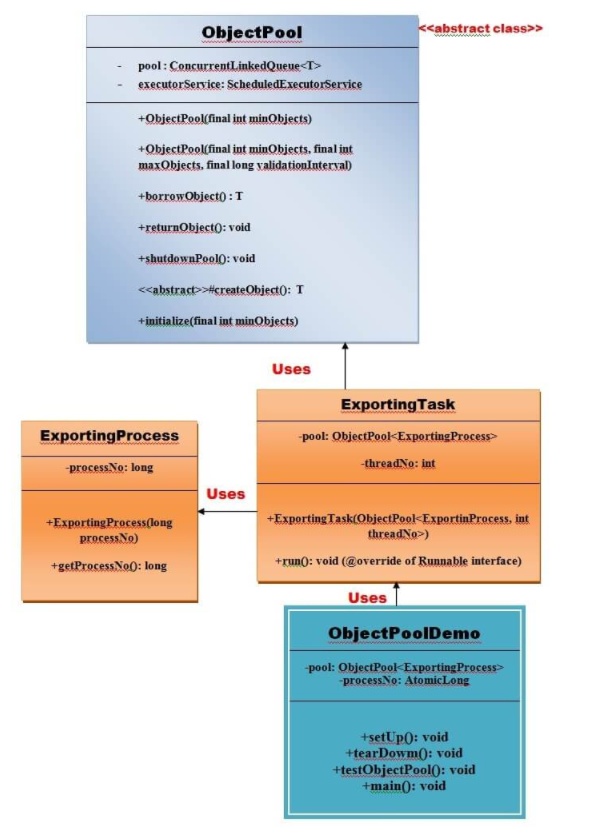 ObjectPool
<<abstract class>>
- pool : ConcurrentLinkedQueue<T>
- executorService: ScheduledExecutorService
+ObjectPool(final int minObjects)
+ObjectPool(final int minObjects, final int
maxObjects, final long validationInterval)
+borrowObject() : T
+returnObject(): void
+shutdownPool(): void
<<abstract>>#createObject(): T
+initialize(final int minObjects)
Uses
ExportingTask
-pool: ObjectPool<ExportingProcess>
-threadNo: int
+ExportingTask(ObjectPool<ExportinProcess, int
threadNo>)
+run(): void (@override of Runnable interface)
ExportingProcess
-processNo: long
+ExportingProcess(long
processNo)
+getProcessNo(): long
Uses
Uses
ObjectPoolDemo
-pool: ObjectPool<ExportingProcess>
-processNo: AtomicLong
+setUp(): void
+tearDowm(): void
+testObjectPool(): void
+main(): void